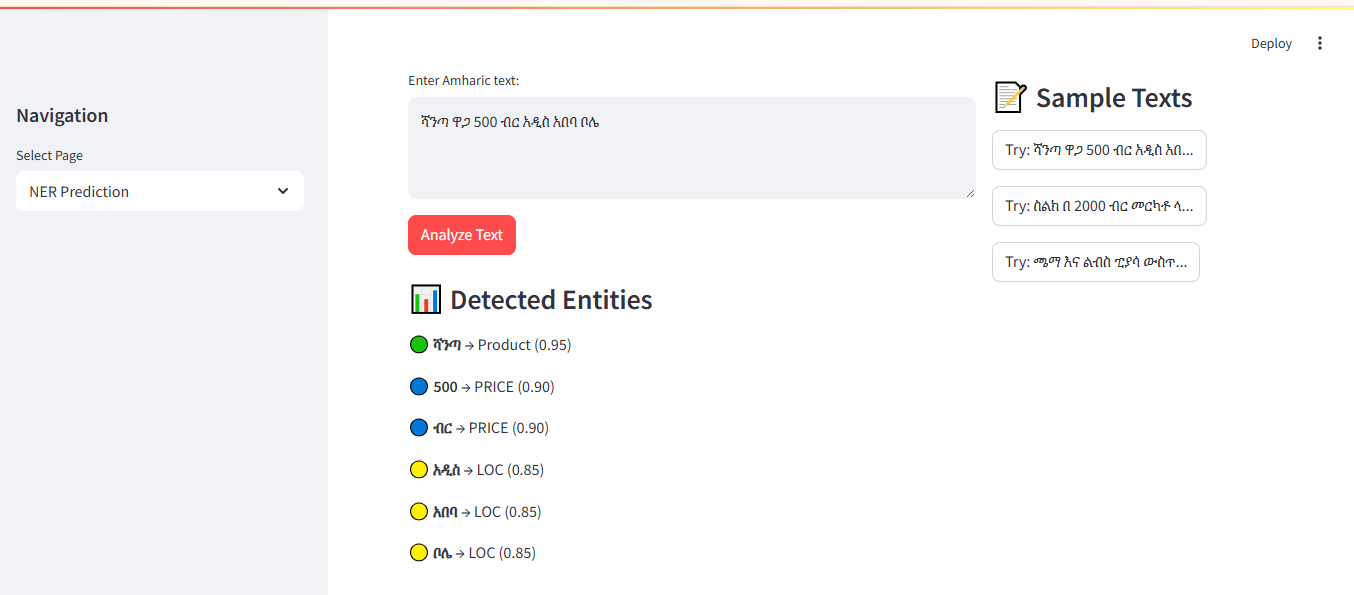 Deploy
Navigation
Select Page
NER Prediction
Enter Amharic text:
ሻንጣ ዋጋ 500 ብር አዲስ አበባ ቦሌ
Analyze Text
Detected Entities
ሻንጣ → Product (0.95)
500 → PRICE (0.90)
ብር → PRICE (0.90)
አዲስ → LOC (0.85)
አበባ → LOC (0.85)
ቦሌ → LOC (0.85)
Sample Texts
Try: ሻንጣ ዋጋ 500 ብር አዲስ አበ...
Try: ስልክ በ 2000 ብር መርካቶ ላ...
Try: ጫማ እና ልብስ ፒያሳ ውስጥ...